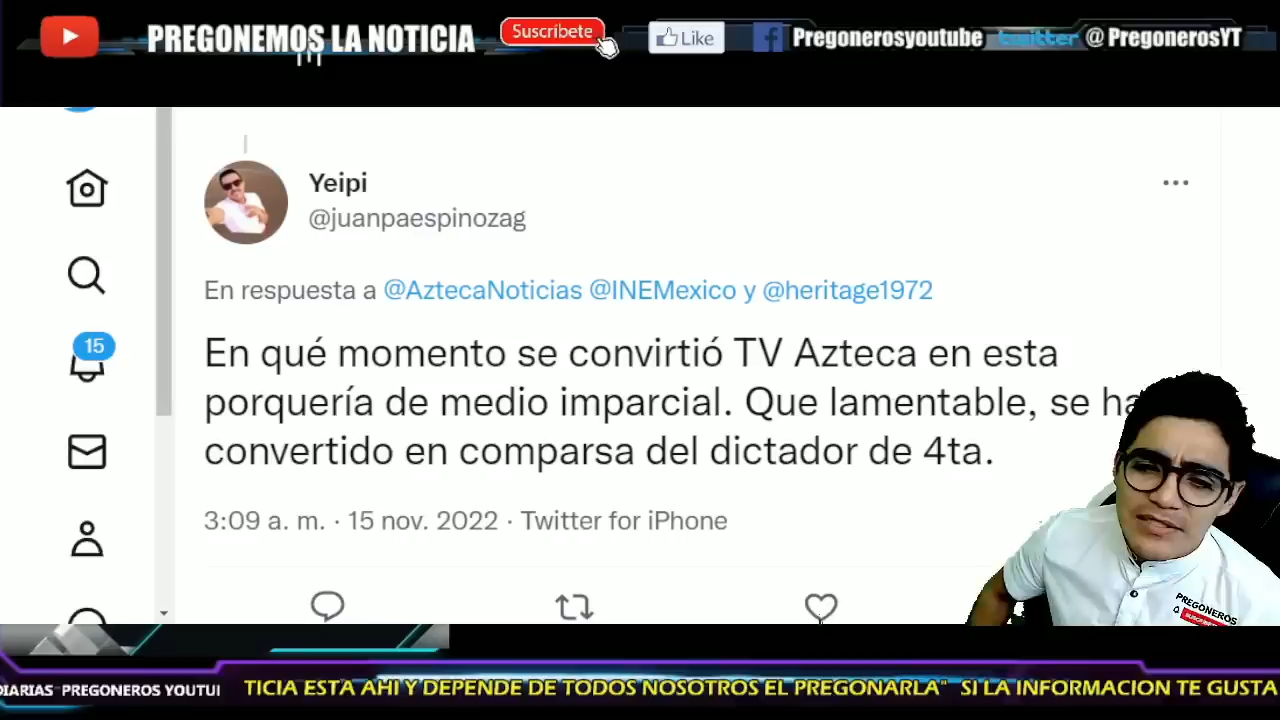 PREGONEMOS LA NOTICIA
Suscríbete
Like
Pregonerosyoutube
twitter @PregonerosYT
Yeipi
@juanpaespinozag
En respuesta a @AztecaNoticias @INEMexico y @heritage1972
15
En qué momento se convirtió TV Azteca en esta
porquería de medio imparcial. Que lamentable, se ha
convertido en comparsa del dictador de 4ta.
3:09 a. m. · 15 nov. 2022 · Twitter for iPhone
PREGONEROS
DIARIAS PREGONEROS YOUTU
TICIA ESTA AHI Y DEPENDE DE TODOS NOSOTROS EL PREGONARLA" SI LA INFORMACION TE GUSTA